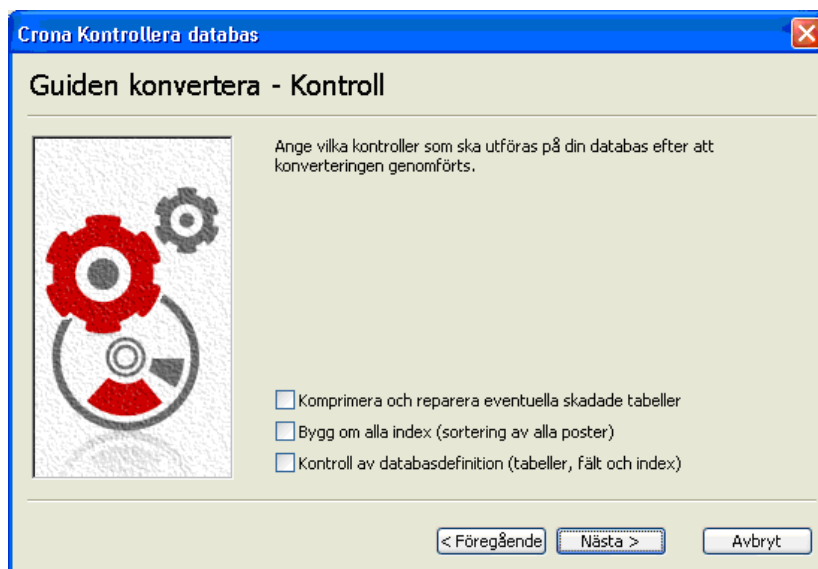 Crona Kontrollera databas
Guiden konvertera - Kontroll
Ange vilka kontroller som ska utföras på din databas efter att
konverteringen genomförts.
Komprimera och reparera eventuella skadade tabeller
Bygg om alla index (sortering av alla poster)
Kontroll av databasdefinition (tabeller, fält och index)
< Föregående
Nästa >
Avbryt